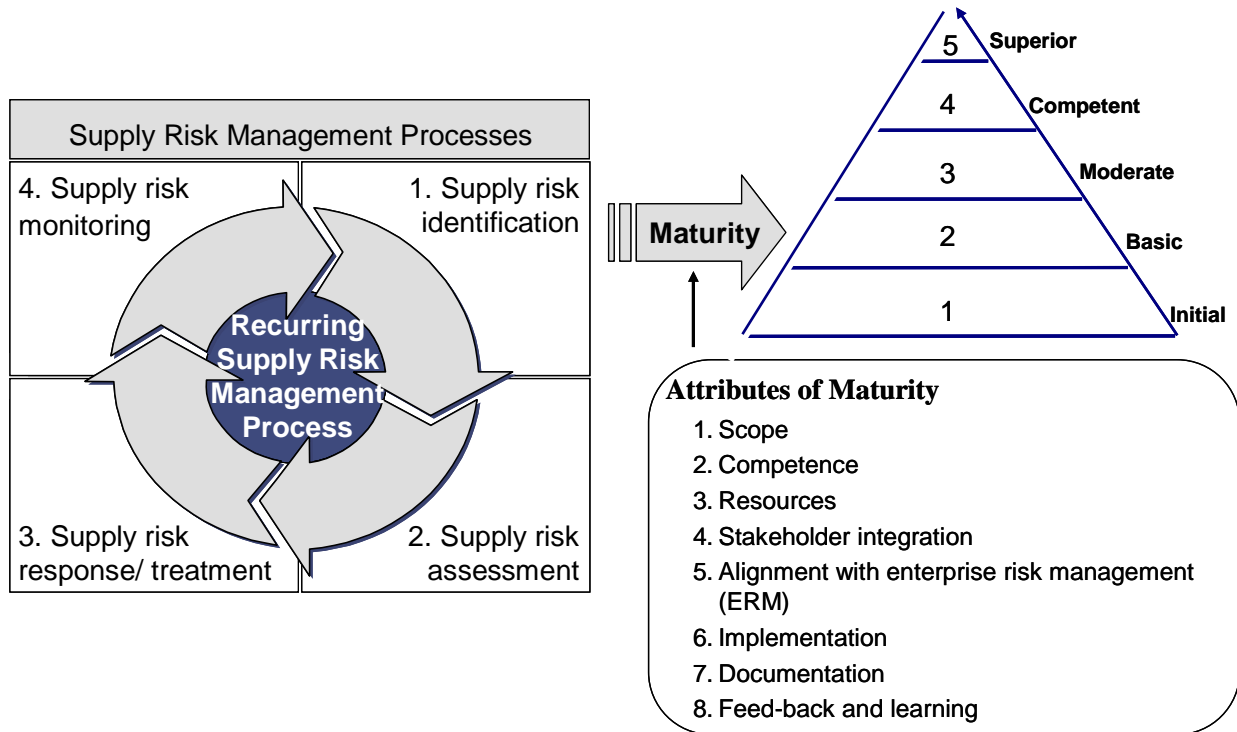 Supply Risk Management Processes
4. Supply risk
monitoring
1. Supply risk
identification
Recurring
Supply Risk
Management
Process
3. Supply risk
response/ treatment
2. Supply risk
assessment
Maturity
5
Superior
4
Competent
3
Moderate
2
Basic
1
Initial
Attributes of Maturity
1. Scope
2. Competence
3. Resources
4. Stakeholder integration
5. Alignment with enterprise risk management
(ERM)
6. Implementation
7. Documentation
8. Feed-back and learning